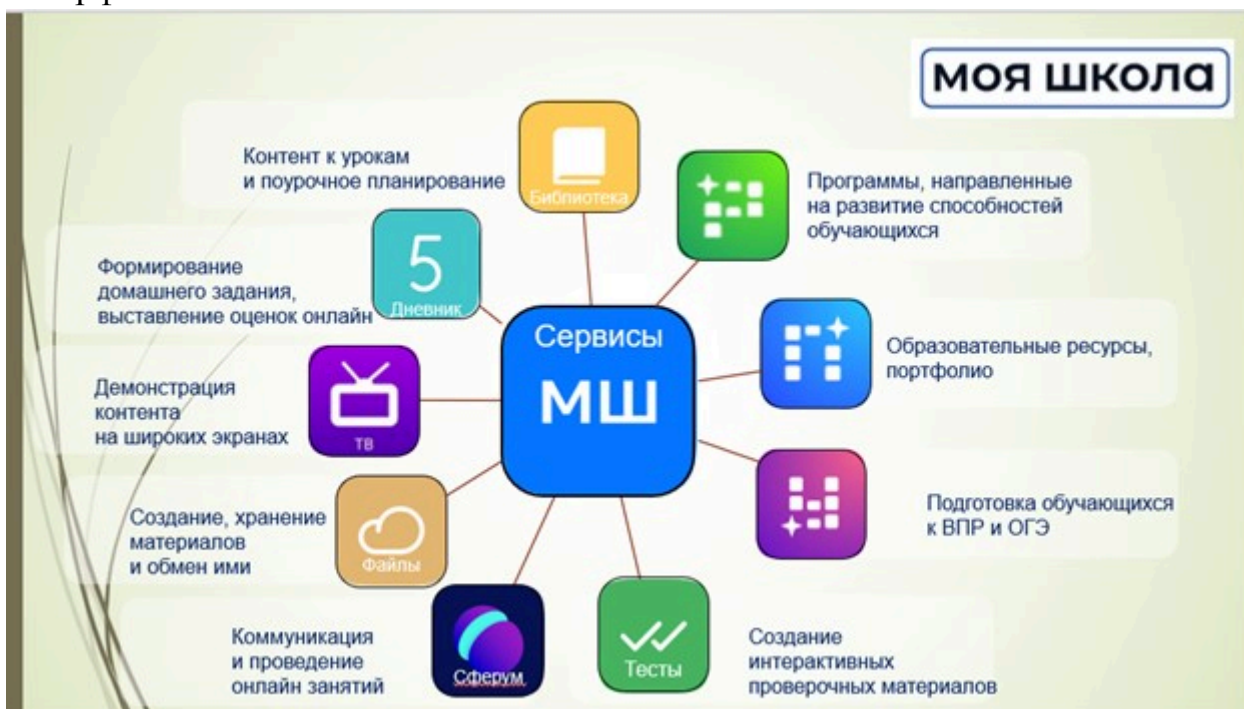 МОЯ ШКОЛА
Контент к урокам
и поурочное планирование
Библиотека
Программы, направленные
на развитие способностей
обучающихся
Формирование
домашнего задания,
выставление оценок онлайн
5
Дневник
Сервисы
МШ
Образовательные ресурсы,
портфолио
Демонстрация
контента
на широких экранах
ТВ
Подготовка обучающихся
к ВПР и ОГЭ
Создание, хранение
материалов
и обмен ими
Файлы
Коммуникация
и проведение
онлайн занятий
Сферум
Тесты
Создание
интерактивных
проверочных материалов